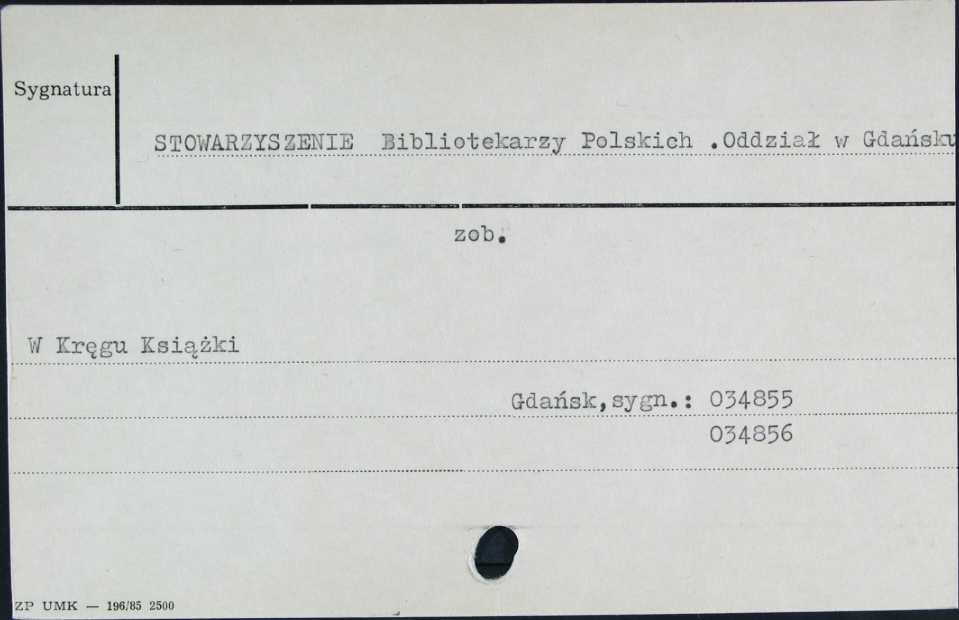 Sygnatura
STOWARZYSZENIE Bibliotekarzy Polskich .Oddział w Gdańsku
zob.
W Kręgu Książki
Gdańsk,sygn.: 034855
034856
ZP UMK — 196/85 2500